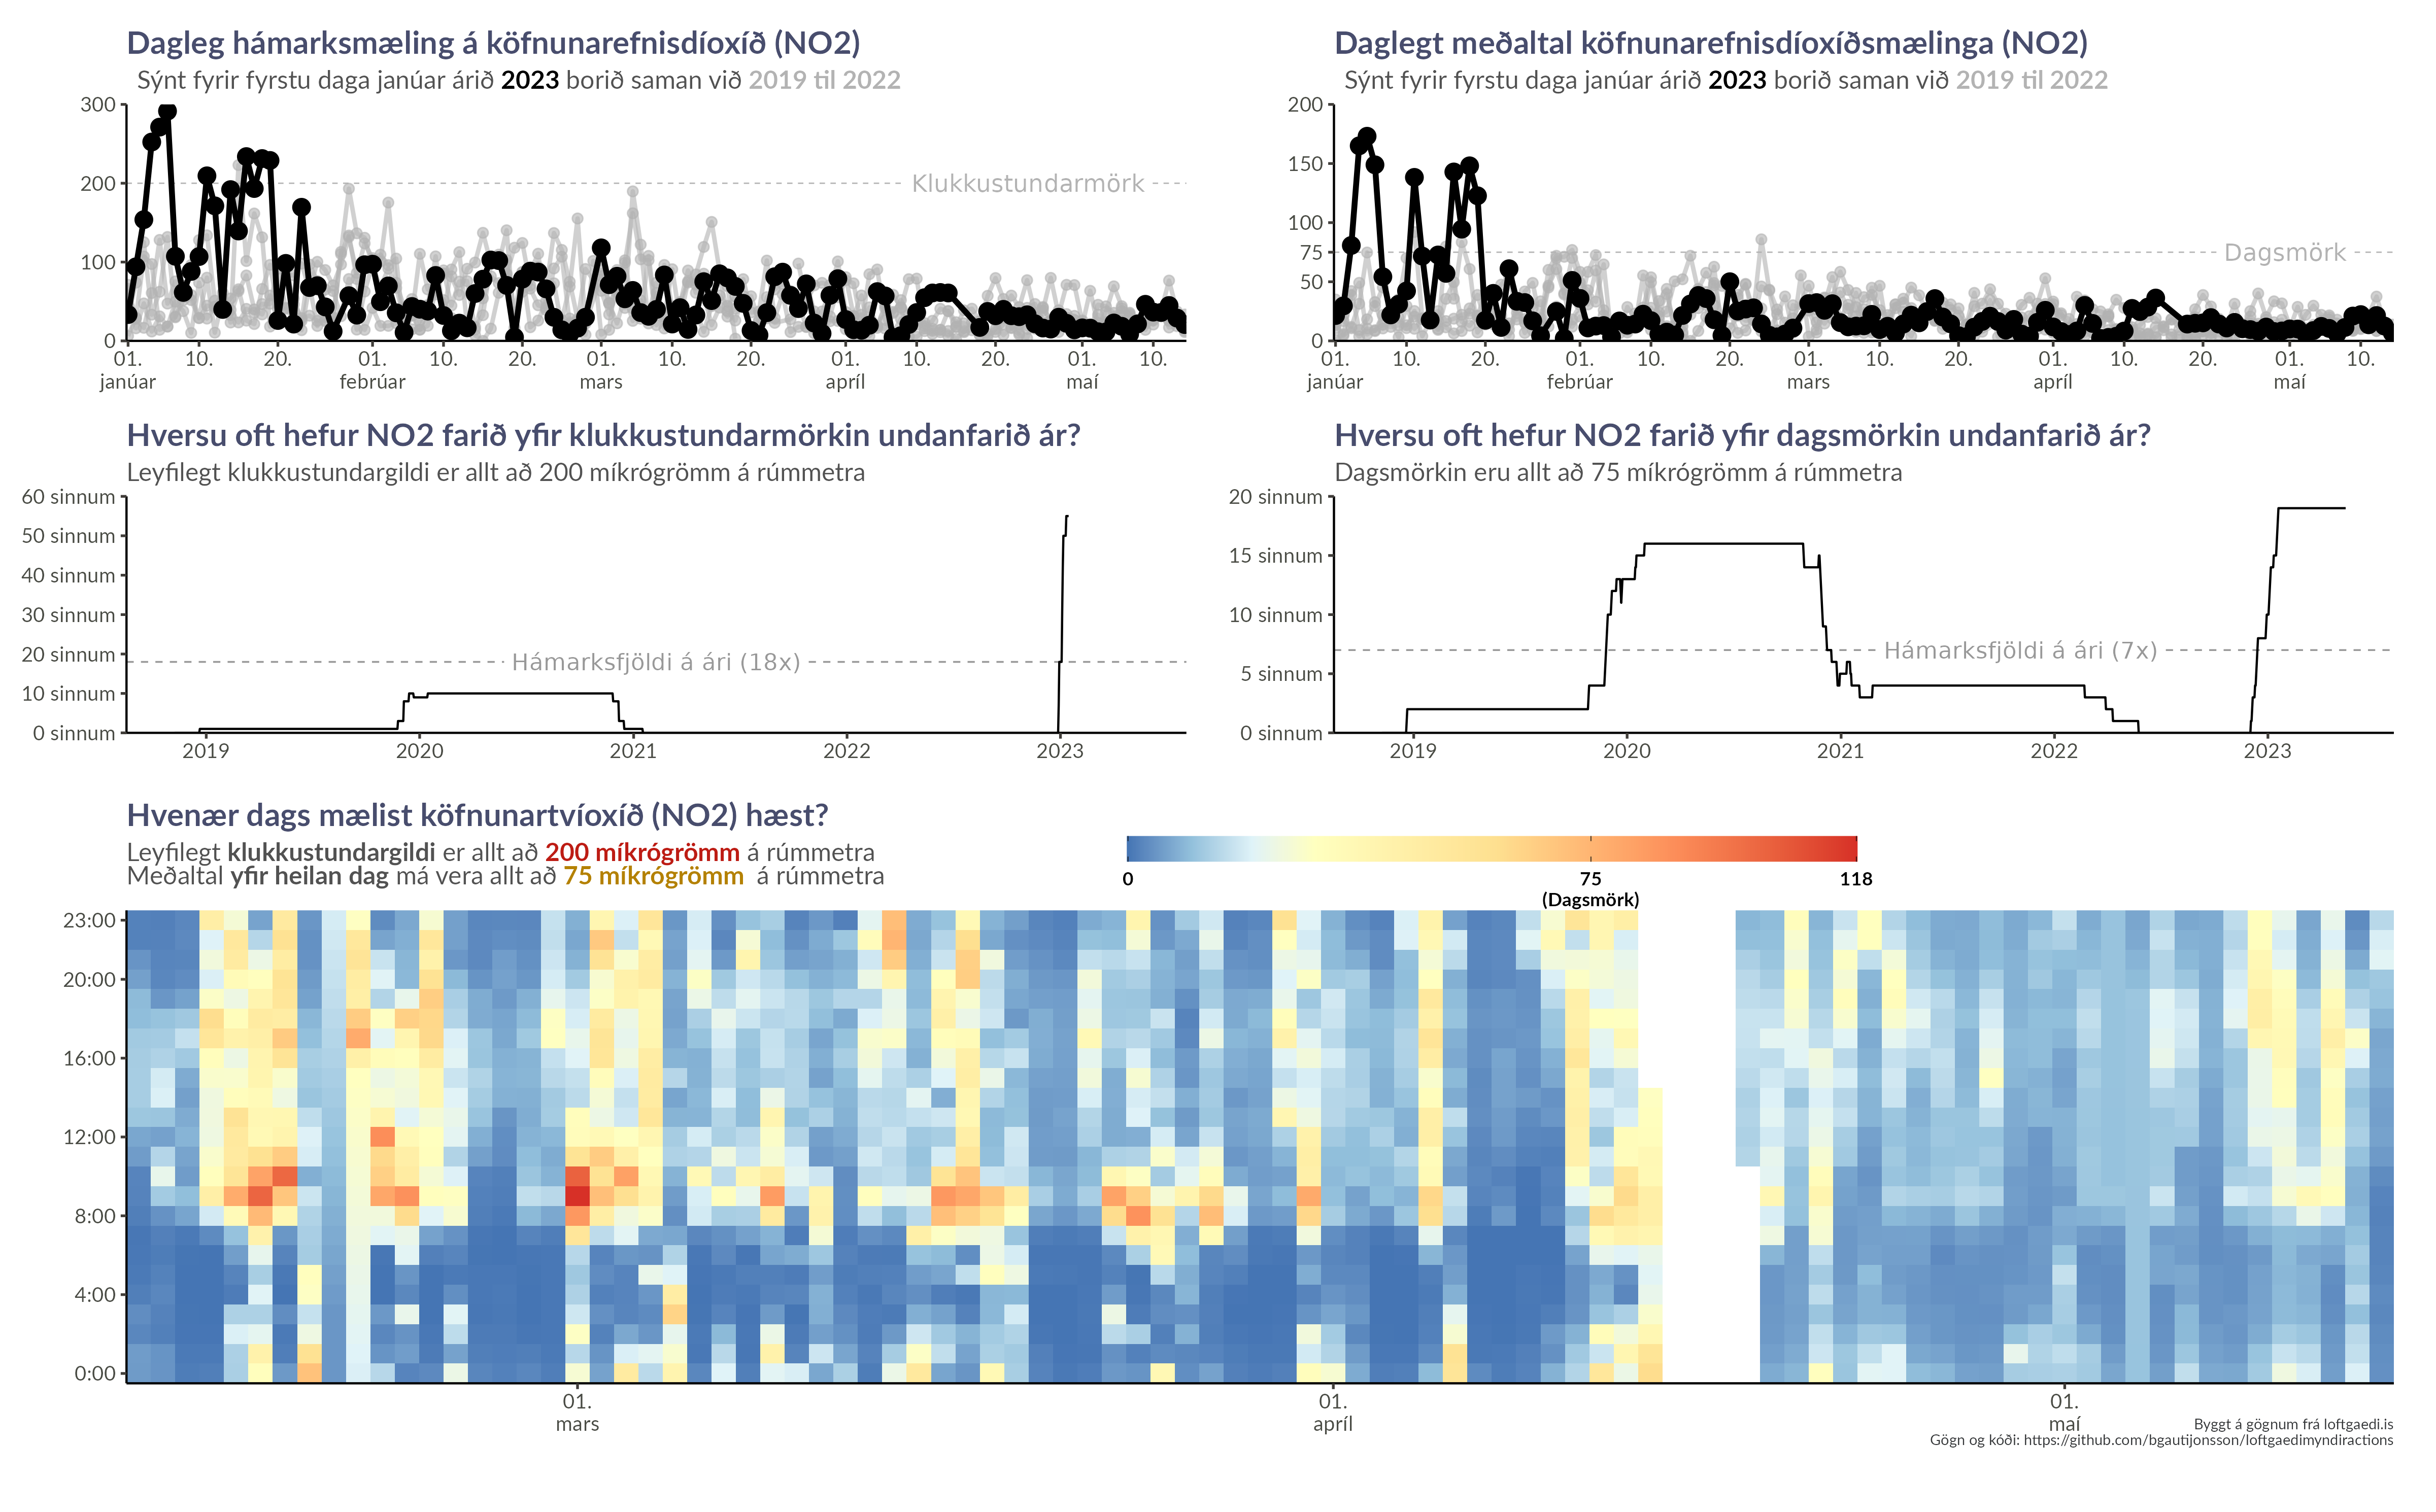 Dagleg hámarksmæling á köfnunarefnisdíoxíð (NO2)
Sýnt fyrir fyrstu daga janúar árið 2023 borið saman við 2019 til 2022
300
200
100
0
Klukkustundarmörk
01. 10. 20. 01. 10. 20. 01. 10. 20. 01. 10. 20. 01. 10.
janúar febrúar mars apríl maí
Daglegt meðaltal köfnunarefnisdíoxíðsmælinga (NO2)
Sýnt fyrir fyrstu daga janúar árið 2023 borið saman við 2019 til 2022
200
150
100
75
50
0
Dagsmörk
01. 10. 20. 01. 10. 20. 01. 10. 20. 01. 10. 20. 01. 10.
janúar febrúar mars apríl maí
Hversu oft hefur NO2 farið yfir klukkustundarmörkin undanfarið ár?
Leyfilegt klukkustundargildi er allt að 200 míkrógrömm á rúmmetra
60 sinnum
50 sinnum
40 sinnum
30 sinnum
20 sinnum
10 sinnum
0 sinnum
Hámarksfjöldi á ári (18x)
2019 2020 2021 2022 2023
Hversu oft hefur NO2 farið yfir dagsmörkin undanfarið ár?
Dagsmörkin eru allt að 75 míkrógrömm á rúmmetra
20 sinnum
15 sinnum
10 sinnum
5 sinnum
0 sinnum
Hámarksfjöldi á ári (7x)
2019 2020 2021 2022 2023
Hvenær dags mælist köfnunartvíoxíð (NO2) hæst?
Leyfilegt klukkustundargildi er allt að 200 míkrógrömm á rúmmetra
Meðaltal yfir heilan dag má vera allt að 75 míkrógrömm á rúmmetra
0 75 118
(Dagsmörk)
23:00
20:00
16:00
12:00
8:00
4:00
0:00
01. 01. 01.
mars apríl maí
Byggt á gögnum frá loftgaedi.is
Gögn og kóði: https://github.com/bgautijonsson/loftgaedimyndiractions